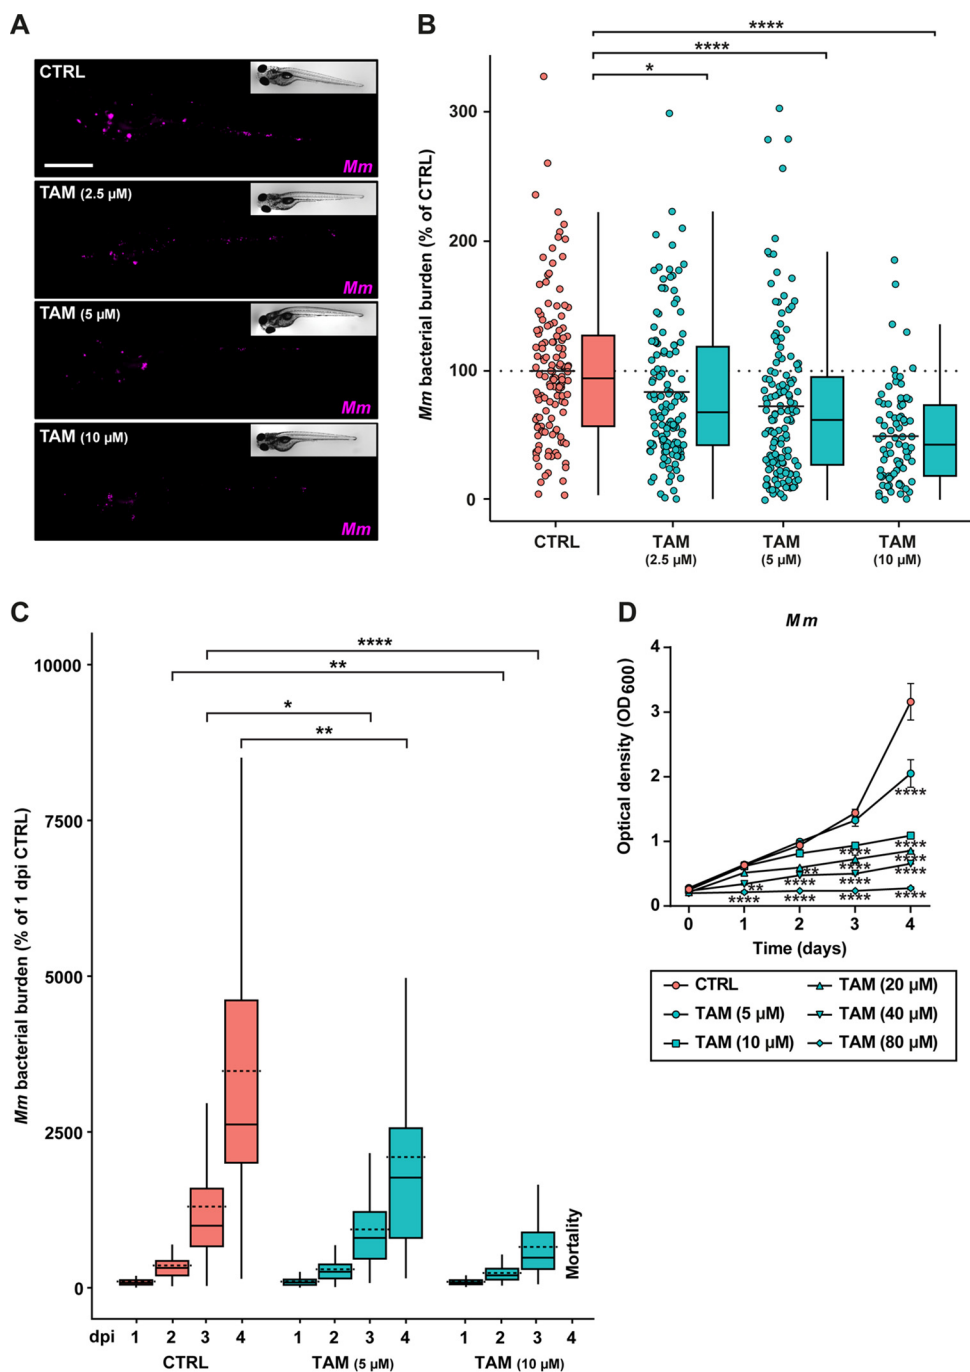 A
CTRL
Mm
TAM (2.5 µM)
Mm
TAM (5 µM)
Mm
TAM (10 µM)
Mm
B
****
****
*
Mm bacterial burden (% of CTRL)
300
200
100
0
CTRL
TAM
(2.5 µM)
TAM
(5 µM)
TAM
(10 µM)
C
****
**
*
**
Mm bacterial burden (% of 1 dpi CTRL)
10000
7500
5000
2500
0
Mortality
dpi 1 2 3 4 1 2 3 4 1 2 3 4
CTRL TAM (5 µM) TAM (10 µM)
D
Mm
Optical density (OD600)
4
3
2
1
0
****
**** ****
** **** ****
** **** **** ****
**** **** **** ****
0 1 2 3 4
Time (days)
CTRL TAM (20 µM)
TAM (5 µM) TAM (40 µM)
TAM (10 µM) TAM (80 µM)